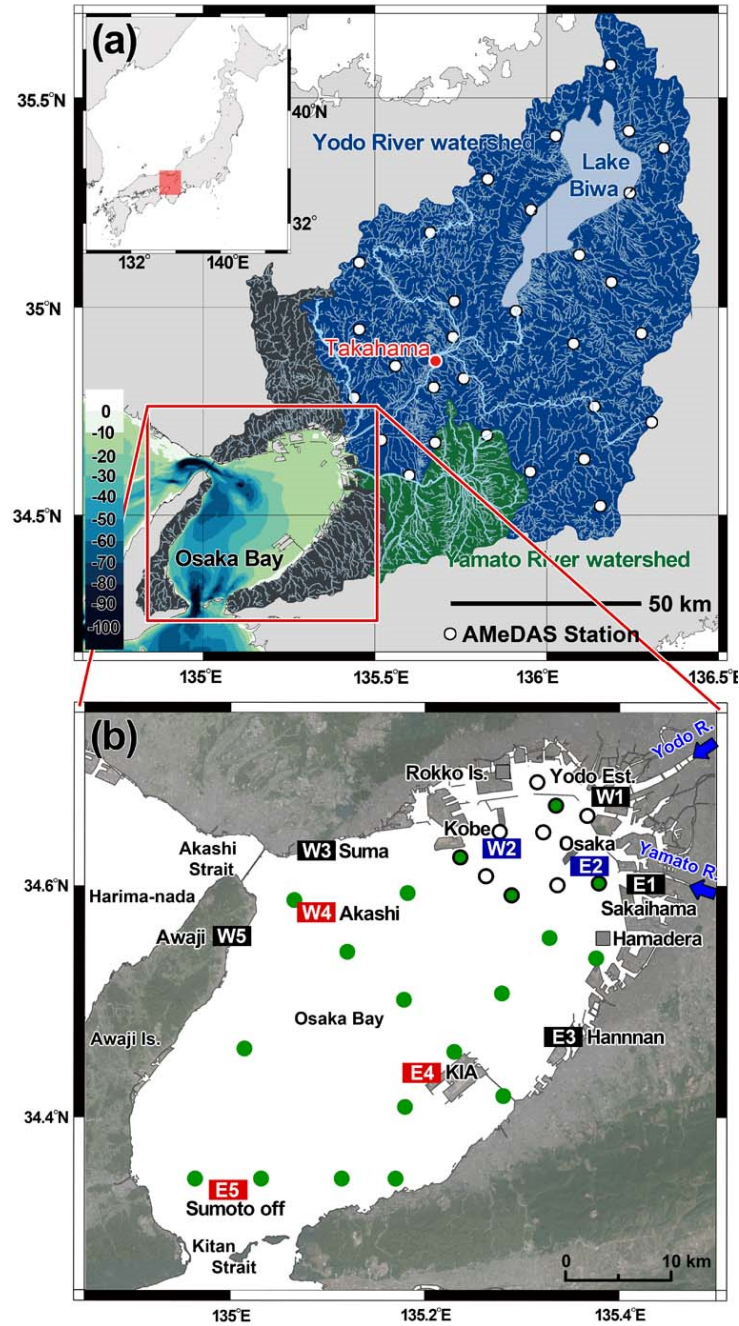 (a)
35.5°N
40°N
32°
132°E
140°E
Yodo River watershed
Lake
Biwa
35°N
Takahama
0
-10
-20
-30
-40
-50
-60
-70
-80
-90
-100
34.5°N
Osaka Bay
Yamato River watershed
50 km
AMeDAS Station
135°E
135.5°E
136°E
136.5°E
(b)
Yodo R.
Rokko Is.
Yodo Est.
W1
Kobe
W2
Osaka
E2
Yamato R.
Akashi
Strait
W3 Suma
34.6°N
E1
Harima-nada
W4 Akashi
Sakaihama
Awaji W5
Hamadera
Osaka Bay
Awaji Is.
E3 Hannnan
E4 KIA
34.4°N
E5
Sumoto off
Kitan
Strait
0
10 km
135°E
135.2°E
135.4°E